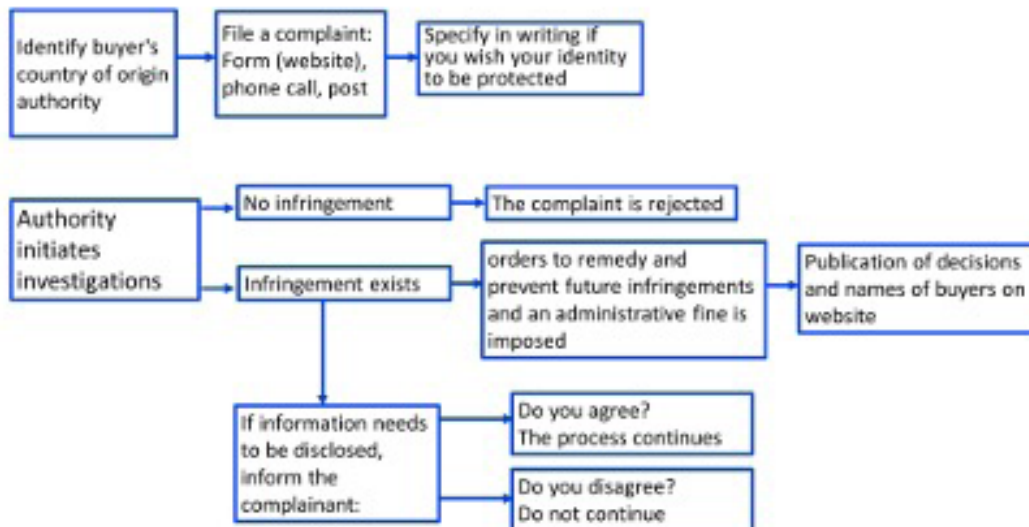 Identify buyer's
country of origin
authority
File a complaint:
Form (website),
phone call, post
Specify in writing if
you wish your identity
to be protected
Authority
initiates
investigations
No infringement
The complaint is rejected
Infringement exists
orders to remedy and
prevent future infringements
and an administrative fine is
imposed
Publication of decisions
and names of buyers on
website
If information needs
to be disclosed,
inform the
complainant:
Do you agree?
The process continues
Do you disagree?
Do not continue